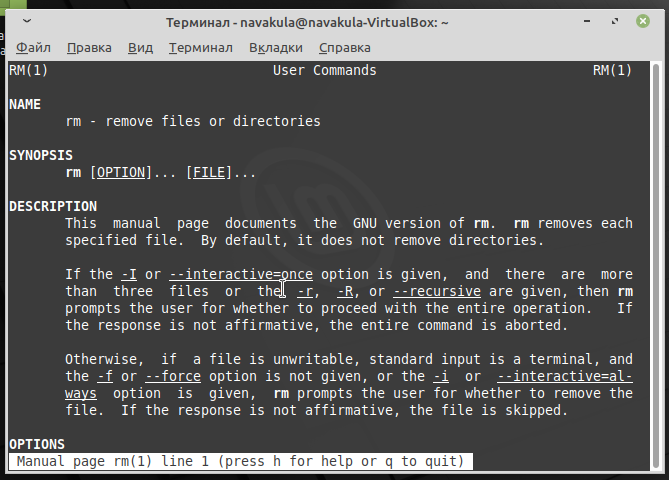 Терминал - navakula@navakula-VirtualBox: ~
Файл Правка Вид Терминал Вкладки Справка
RM(1) User Commands RM(1)
NAME
rm - remove files or directories
SYNOPSIS
rm [OPTION]... [FILE]...
DESCRIPTION
This manual page documents the GNU version of rm. rm removes each
specified file. By default, it does not remove directories.
If the -I or --interactive=once option is given, and there are more
than three files or the -r, -R, or --recursive are given, then rm
prompts the user for whether to proceed with the entire operation. If
the response is not affirmative, the entire command is aborted.
Otherwise, if a file is unwritable, standard input is a terminal, and
the -f or --force option is not given, or the -i or --interactive=al-
ways option is given, rm prompts the user for whether to remove the
file. If the response is not affirmative, the file is skipped.
OPTIONS
Manual page rm(1) line 1 (press h for help or q to quit)